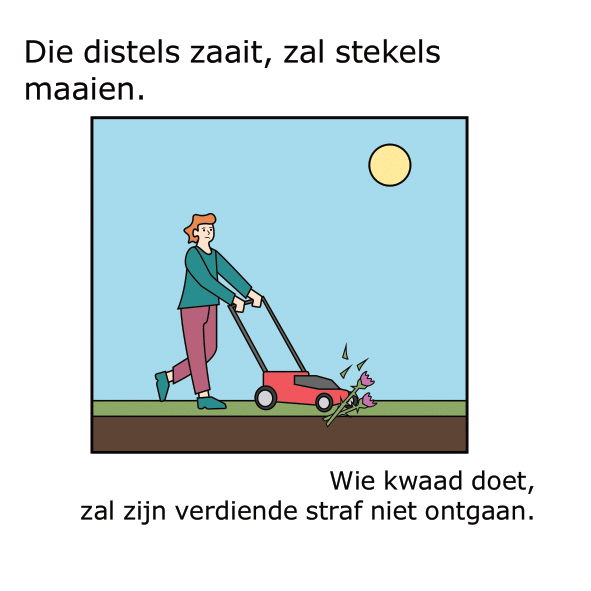 Die distels zaait, zal stekels
maaien.
Wie kwaad doet,
zal zijn verdiende straf niet ontgaan.